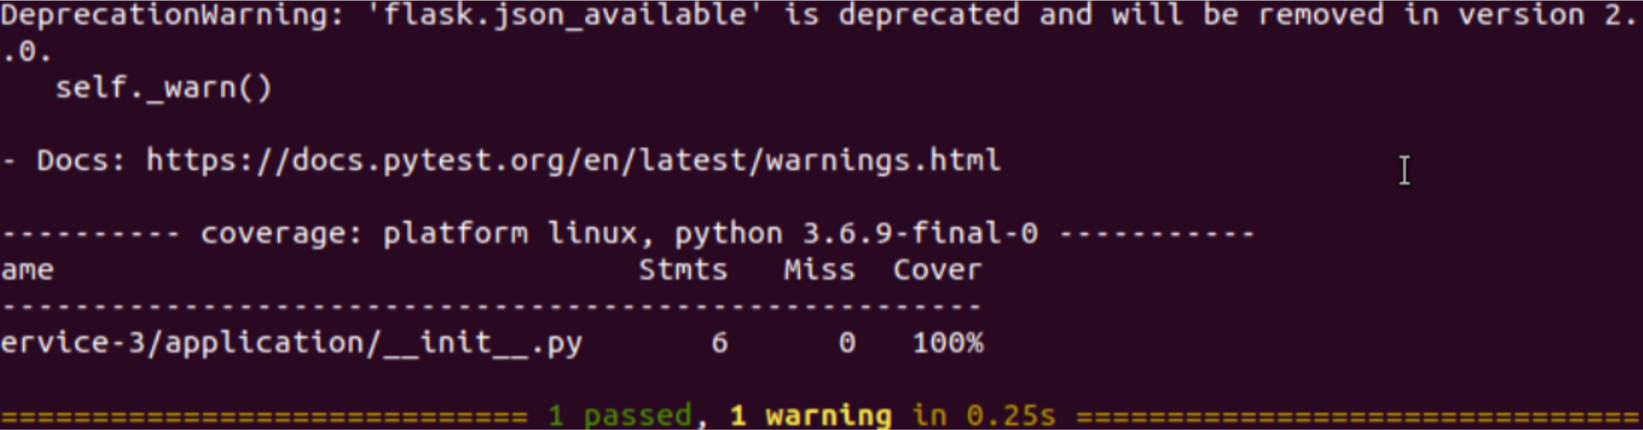 DeprecationWarning: 'flask.json_available' is deprecated and will be removed in version 2.
.0.
self._warn()
- Docs: https://docs.pytest.org/en/latest/warnings.html
---------- coverage: platform linux, python 3.6.9-final-0 -----------
ame Stmts Miss Cover
------------------------------------------------------
ervice-3/application/__init__.py 6 0 100%
============================= 1 passed, 1 warning in 0.25s ===============================